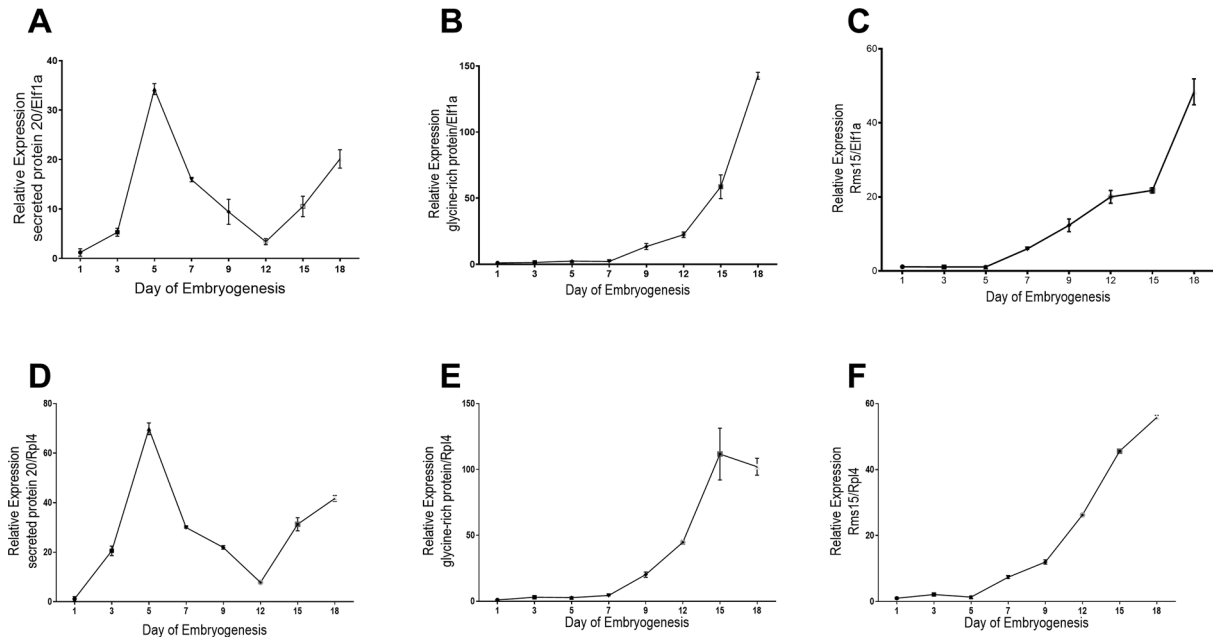 A
Relative Expression
secreted protein 20/Elf1a
40
30
20
10
0
1 3 5 7 9 12 15 18
Day of Embryogenesis
B
Relative Expression
glycine-rich protein/Elf1a
150
100
50
0
1 3 5 7 9 12 15 18
Day of Embryogenesis
C
Relative Expression
Rms15/Elf1a
60
40
20
0
1 3 5 7 9 12 15 18
Day of Embryogenesis
D
Relative Expression
secreted protein 20/Rpl4
80
60
40
20
0
1 3 5 7 9 12 15 18
Day of Embryogenesis
E
Relative Expression
glycine-rich protein/Rpl4
150
100
50
0
1 3 5 7 9 12 15 18
Day of Embryogenesis
F
Relative Expression
Rms15/Rpl4
60
40
20
0
1 3 5 7 9 12 15 18
Day of Embryogenesis